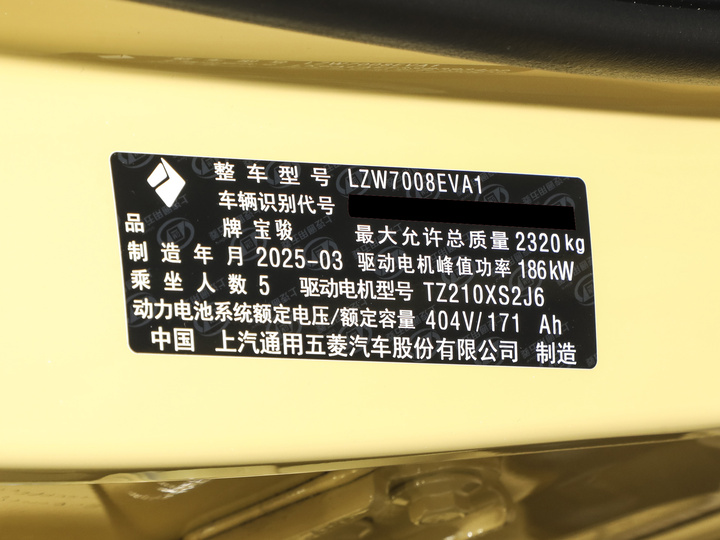 整车型号 LZW7008EVA1
车辆识别代号
品 牌 宝骏 最大允许总质量 2320kg
制造年月 2025-03 驱动电机峰值功率 186kW
乘坐人数 5 驱动电机型号 TZ210XS2J6
动力电池系统额定电压/额定容量 404V/171 Ah
中国 上汽通用五菱汽车股份有限公司 制造